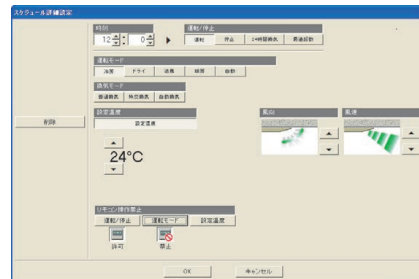 スケジュール詳細設定
時刻
運転/停止
12 : 0 運転 停止 24時間換気 最適起動
運転モード
冷房 ドライ 送風 暖房 自動
換気モード
普通換気 熱交換気 自動換気
設定温度
設定温度
風向
風速
削除
24°C
リモコン操作禁止
運転/停止 運転モード 設定温度
許可 禁止
OK キャンセル